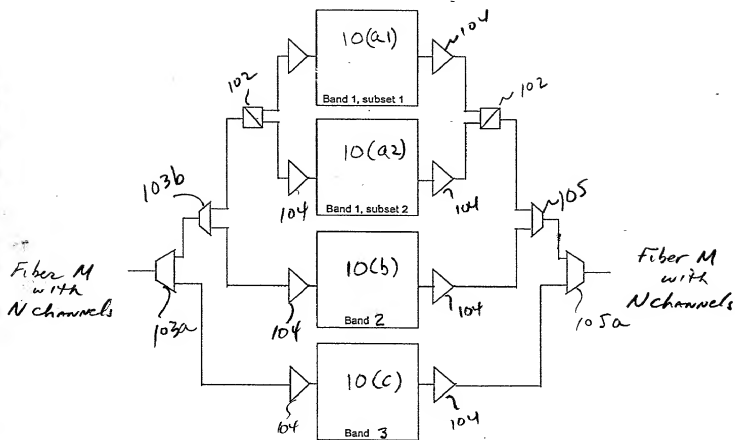 10(a1)
104
102
102
Band 1, subset 1
10(a2)
103b
104
Band 1, subset 2
104
105
Fiber M
with
N channels
10(b)
Fiber M
with
N channels
103a
104
Band 2
104
105a
10(c)
104
Band 3
104